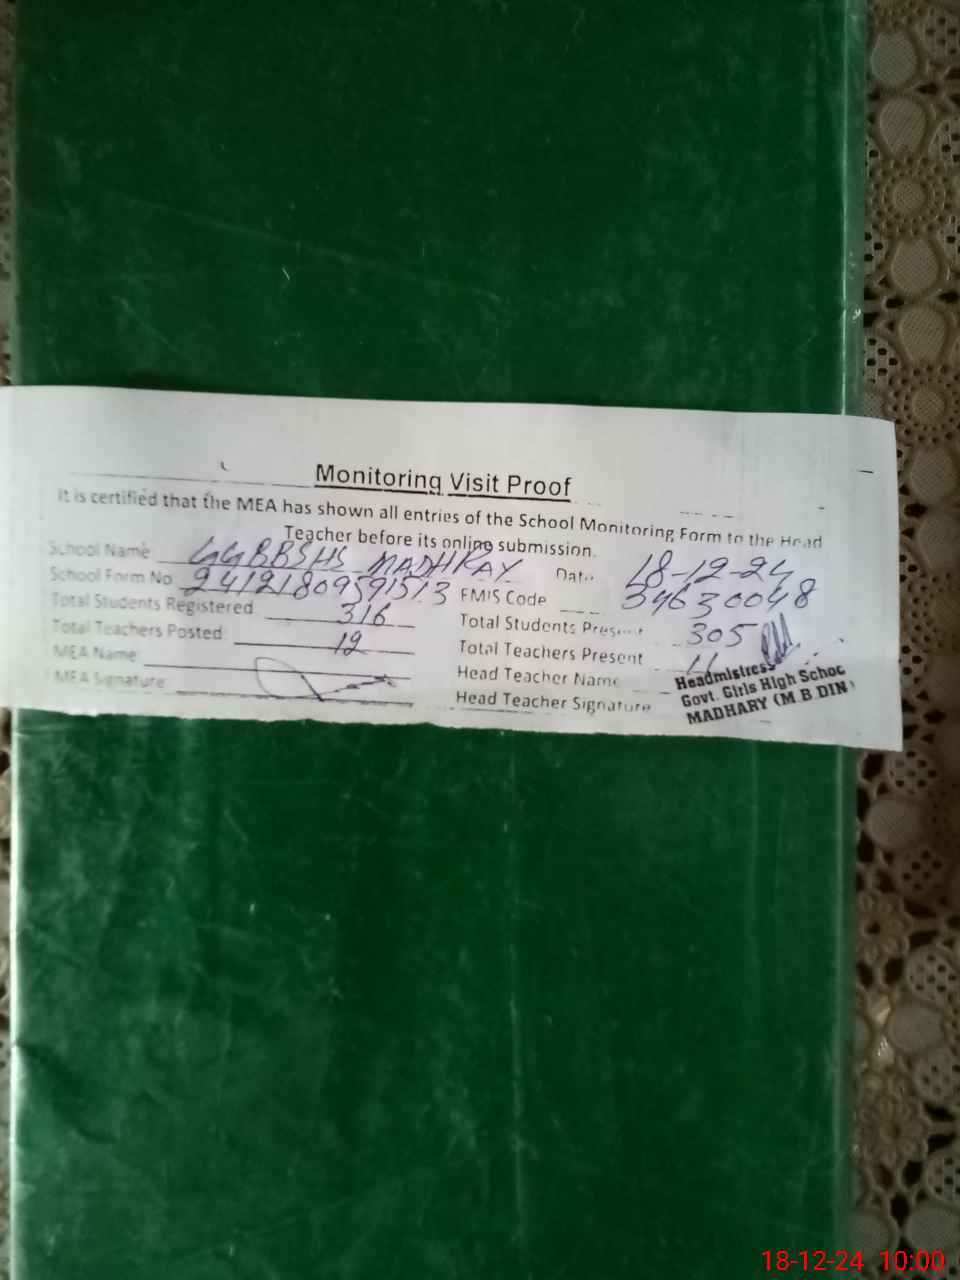 Monitoring Visit Proof
It is certified that the MEA has shown all entries of the School Monitoring Form to the Head
Teacher before its online submission.
School Name GGBBSHS MADHRAY Date 18-12-24
School Form No 2412180959 1513 EMIS Code 34630048
Total Students Registered 316 Total Students Present 305
Total Teachers Posted: 12 Total Teachers Present 11
MEA Name: Head Teacher Name
MEA Signature: Head Teacher Signature
Headmistress
Govt. Girls High School
MADHARY (M.B.DIN)
18-12-24 10:00